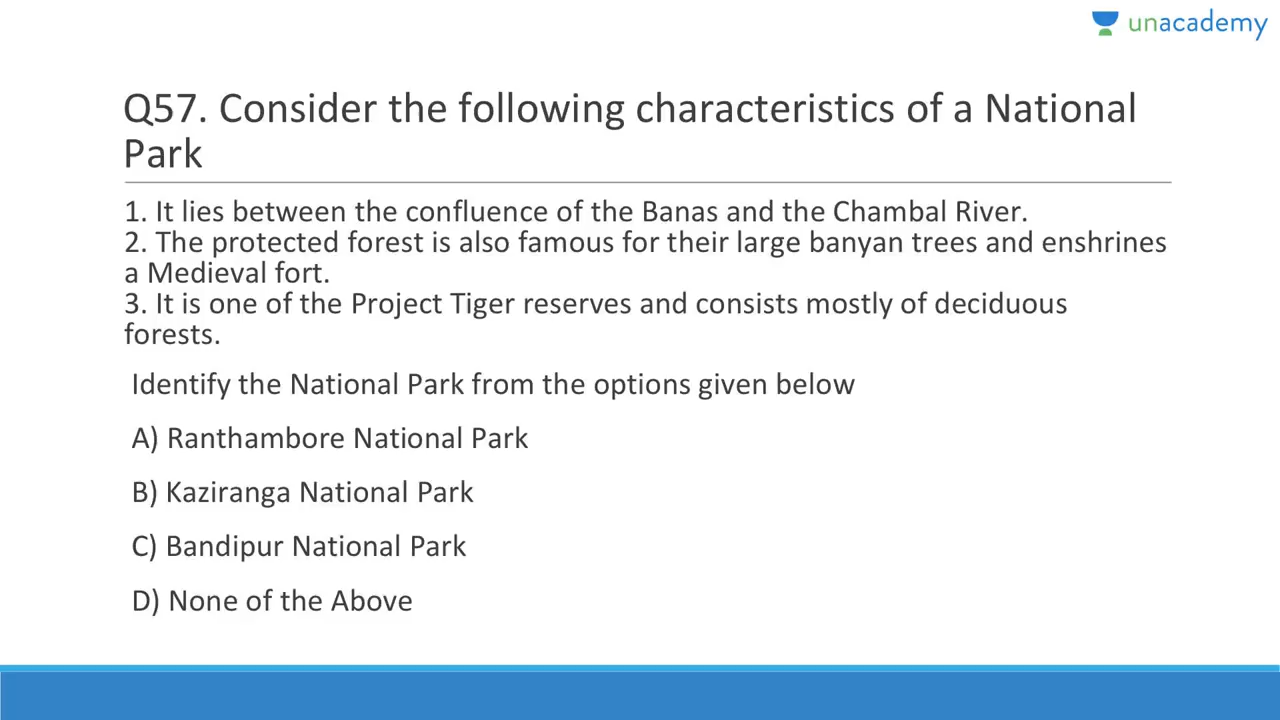 unacademy
Q57. Consider the following characteristics of a National
Park
1. It lies between the confluence of the Banas and the Chambal River.
2. The protected forest is also famous for their large banyan trees and enshrines
a Medieval fort.
3. It is one of the Project Tiger reserves and consists mostly of deciduous
forests.
Identify the National Park from the options given below
A) Ranthambore National Park
B) Kaziranga National Park
C) Bandipur National Park
D) None of the Above